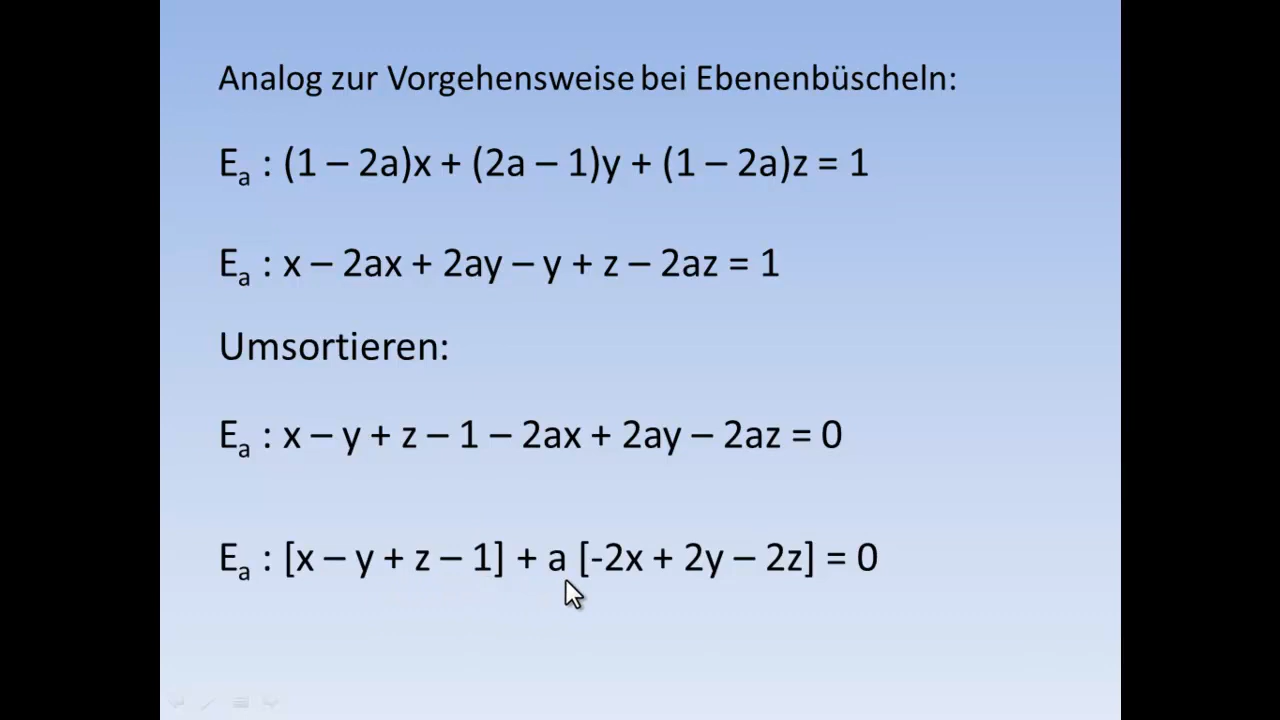 Analog zur Vorgehensweise bei Ebenenbüscheln:
Eₐ : (1 – 2a)x + (2a – 1)y + (1 – 2a)z = 1
Eₐ : x – 2ax + 2ay – y + z – 2az = 1
Umsortieren:
Eₐ : x – y + z – 1 – 2ax + 2ay – 2az = 0
Eₐ : [x – y + z – 1] + a [-2x + 2y – 2z] = 0